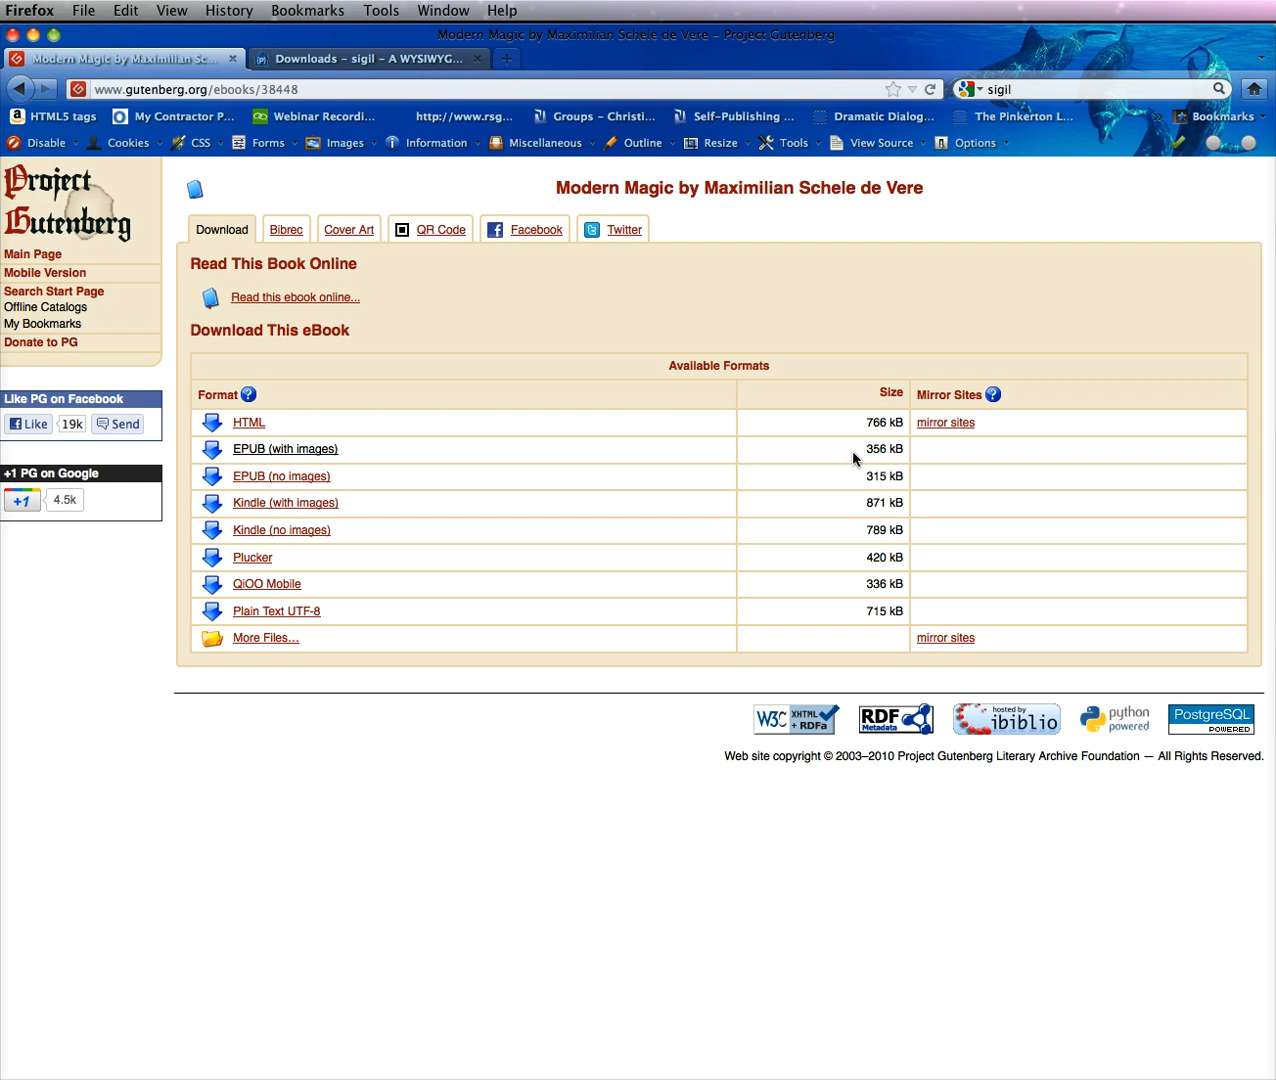 Firefox File Edit View History Bookmarks Tools Window Help
Modern Magic by Maximilian Schele de Vere – Project Gutenberg
Modern Magic by Maximilian Sc...
Downloads – sigil – A WYSIWYG...
www.gutenberg.org/ebooks/38448
sigil
HTML5 tags
My Contractor P...
Webinar Recordi...
http://www.rsg...
Groups – Christi...
Self-Publishing ...
Dramatic Dialog...
The Pinkerton L...
Bookmarks
Disable
Cookies
CSS
Forms
Images
Information
Miscellaneous
Outline
Resize
Tools
View Source
Options
Project
Gutenberg
Main Page
Mobile Version
Search Start Page
Offline Catalogs
My Bookmarks
Donate to PG
Like PG on Facebook
Like 19k Send
+1 PG on Google
+1 4.5k
Modern Magic by Maximilian Schele de Vere
Download Bibrec Cover Art QR Code Facebook Twitter
Read This Book Online
Read this ebook online...
Download This eBook
Available Formats
Format Size Mirror Sites
HTML 766 kB mirror sites
EPUB (with images) 356 kB
EPUB (no images) 315 kB
Kindle (with images) 871 kB
Kindle (no images) 789 kB
Plucker 420 kB
QiOO Mobile 336 kB
Plain Text UTF-8 715 kB
More Files... mirror sites
W3C XHTML + RDFa
RDF Metadata
hosted by ibiblio
python powered
PostgreSQL POWERED
Web site copyright © 2003–2010 Project Gutenberg Literary Archive Foundation — All Rights Reserved.